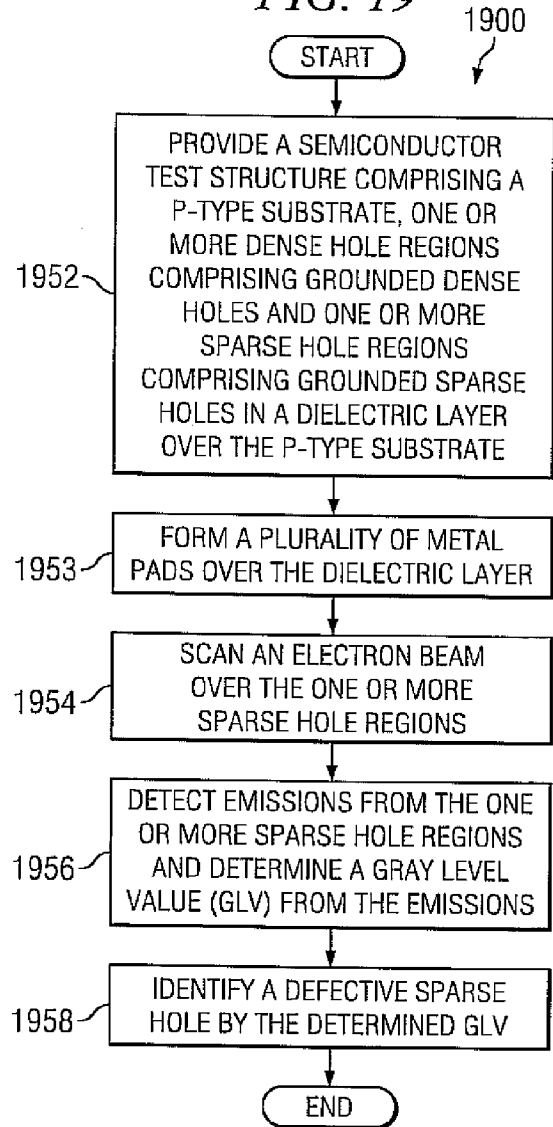 FIG. 19
1900
START
1952
PROVIDE A SEMICONDUCTOR
TEST STRUCTURE COMPRISING A
P-TYPE SUBSTRATE, ONE OR
MORE DENSE HOLE REGIONS
COMPRISING GROUNDED DENSE
HOLES AND ONE OR MORE
SPARSE HOLE REGIONS
COMPRISING GROUNDED SPARSE
HOLES IN A DIELECTRIC LAYER
OVER THE P-TYPE SUBSTRATE
1953
FORM A PLURALITY OF METAL
PADS OVER THE DIELECTRIC LAYER
1954
SCAN AN ELECTRON BEAM
OVER THE ONE OR MORE
SPARSE HOLE REGIONS
1956
DETECT EMISSIONS FROM THE ONE
OR MORE SPARSE HOLE REGIONS
AND DETERMINE A GRAY LEVEL
VALUE (GLV) FROM THE EMISSIONS
1958
IDENTIFY A DEFECTIVE SPARSE
HOLE BY THE DETERMINED GLV
END